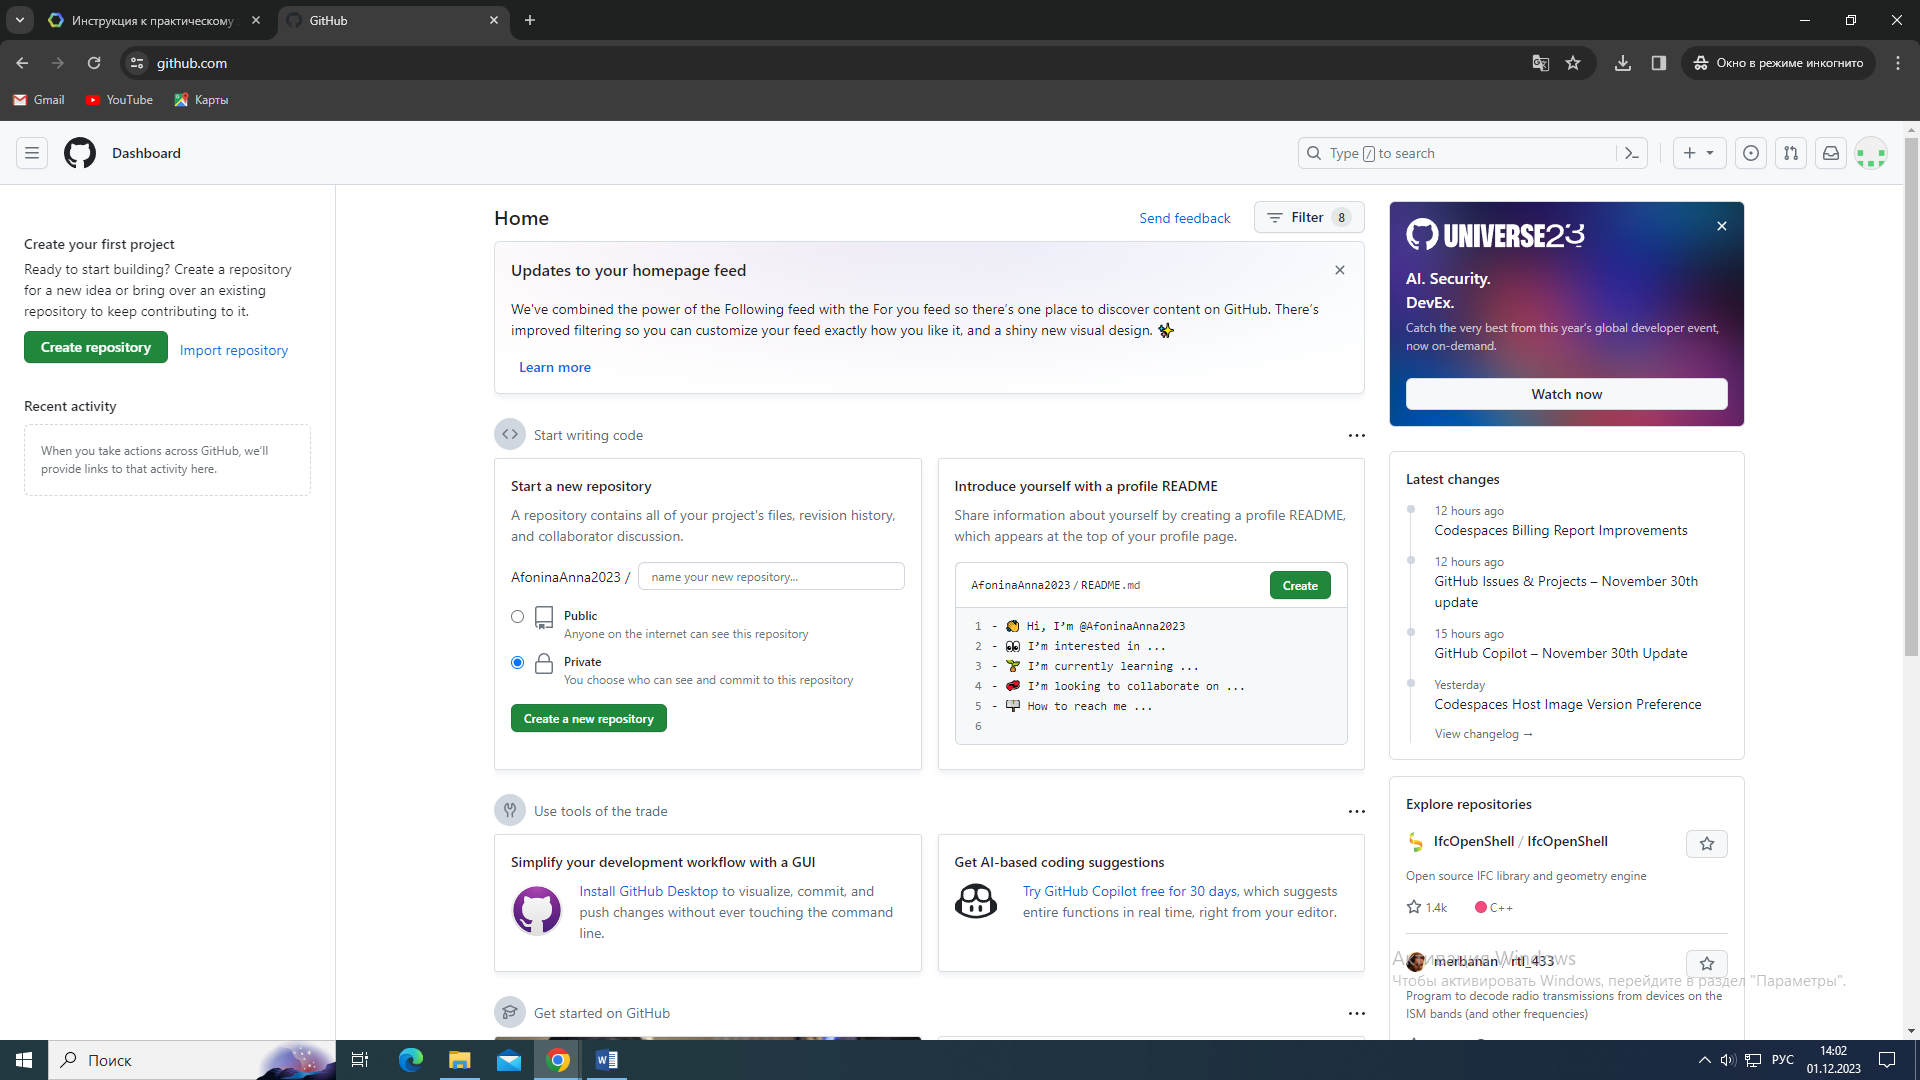 Инструкция к практическому
GitHub
github.com
Окно в режиме инкогнито
Gmail
YouTube
Карты
Dashboard
Type / to search
Create your first project
Ready to start building? Create a repository
for a new idea or bring over an existing
repository to keep contributing to it.
Create repository
Import repository
Recent activity
When you take actions across GitHub, we'll
provide links to that activity here.
Home
Send feedback
Filter 8
Updates to your homepage feed
We've combined the power of the Following feed with the For you feed so there's one place to discover content on GitHub. There's
improved filtering so you can customize your feed exactly how you like it, and a shiny new visual design. ✨
Learn more
Start writing code
Start a new repository
A repository contains all of your project's files, revision history,
and collaborator discussion.
AfoninaAnna2023 / name your new repository...
Public
Anyone on the internet can see this repository
Private
You choose who can see and commit to this repository
Create a new repository
Introduce yourself with a profile README
Share information about yourself by creating a profile README,
which appears at the top of your profile page.
AfoninaAnna2023 / README.md
Create
1 - 👋 Hi, I'm @AfoninaAnna2023
2 - 👀 I'm interested in ...
3 - 🌱 I'm currently learning ...
4 - 💞️ I'm looking to collaborate on ...
5 - 📫 How to reach me ...
6
Use tools of the trade
Simplify your development workflow with a GUI
Install GitHub Desktop to visualize, commit, and
push changes without ever touching the command
line.
Get AI-based coding suggestions
Try GitHub Copilot free for 30 days, which suggests
entire functions in real time, right from your editor.
Get started on GitHub
UNIVERSE23
AI. Security.
DevEx.
Catch the very best from this year's global developer event,
now on-demand.
Watch now
Latest changes
12 hours ago
Codespaces Billing Report Improvements
12 hours ago
GitHub Issues & Projects – November 30th
update
15 hours ago
GitHub Copilot – November 30th Update
Yesterday
Codespaces Host Image Version Preference
View changelog →
Explore repositories
IfcOpenShell / IfcOpenShell
Open source IFC library and geometry engine
1.4k
C++
merbanan / rtl_433
Program to decode radio transmissions from devices on the
ISM bands (and other frequencies)
Активация Windows
Чтобы активировать Windows, перейдите в раздел "Параметры".
Поиск
РУС
14:02
01.12.2023